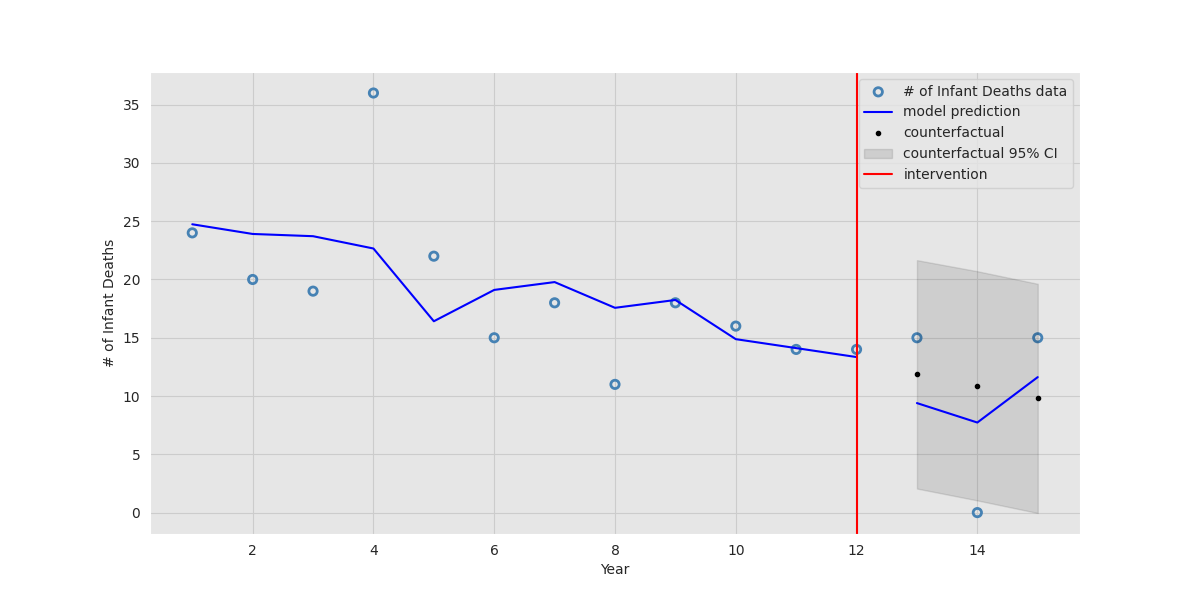 # of Infant Deaths data
model prediction
counterfactual
counterfactual 95% CI
intervention
# of Infant Deaths
35
30
25
20
15
10
5
0
2 4 6 8 10 12 14
Year